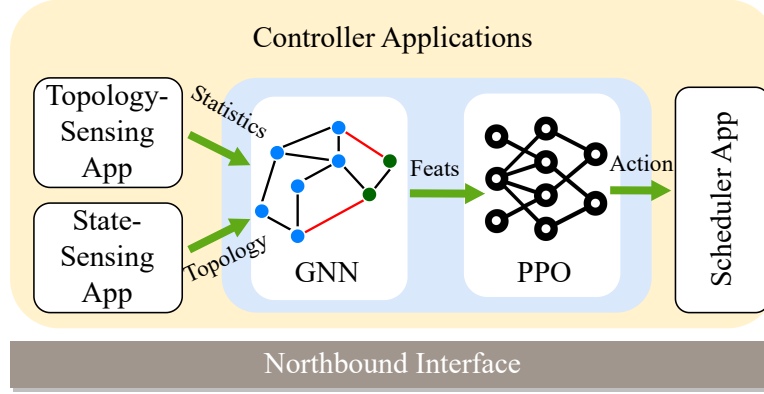 Controller Applications
Topology-
Sensing
App
Statistics
State-
Sensing
App
Topology
GNN
Feats
PPO
Action
Scheduler App
Northbound Interface